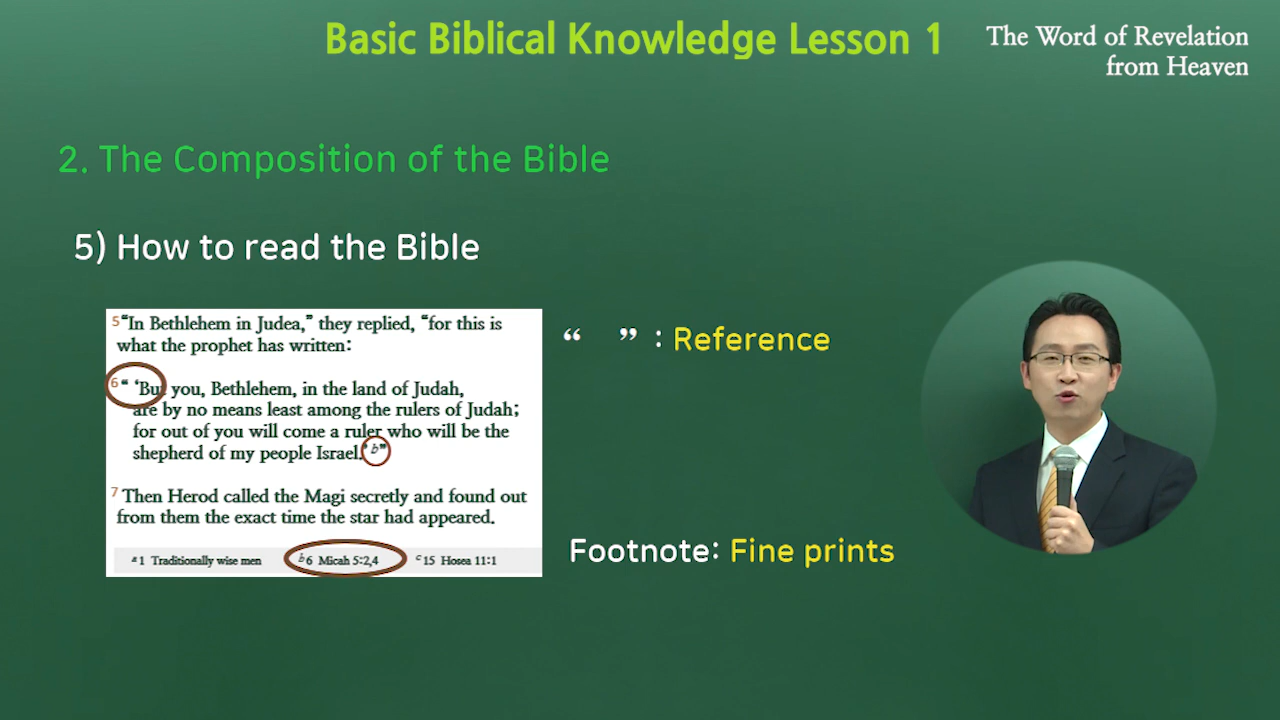 Basic Biblical Knowledge Lesson 1
The Word of Revelation
from Heaven
2. The Composition of the Bible
5) How to read the Bible
5 “In Bethlehem in Judea,” they replied, “for this is
what the prophet has written:
6 “ ‘But you, Bethlehem, in the land of Judah,
are by no means least among the rulers of Judah;
for out of you will come a ruler who will be the
shepherd of my people Israel.’ b”
7 Then Herod called the Magi secretly and found out
from them the exact time the star had appeared.
a 1 Traditionally wise men b 6 Micah 5:2,4 c 15 Hosea 11:1
“ ” : Reference
Footnote: Fine prints